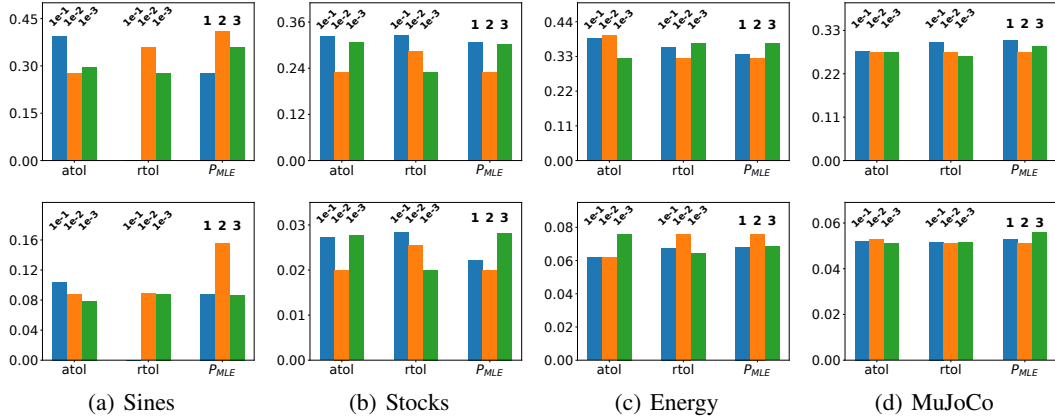 0.45
0.30
0.15
0.00
1e-1 1e-2 1e-3
1e-1 1e-2 1e-3
1 2 3
atol rtol P_MLE
0.36
0.24
0.12
0.00
1e-1 1e-2 1e-3
1e-1 1e-2 1e-3
1 2 3
atol rtol P_MLE
0.44
0.33
0.22
0.11
0.00
1e-1 1e-2 1e-3
1e-1 1e-2 1e-3
1 2 3
atol rtol P_MLE
0.33
0.22
0.11
0.00
1e-1 1e-2 1e-3
1e-1 1e-2 1e-3
1 2 3
atol rtol P_MLE
0.16
0.12
0.08
0.04
0.00
1e-1 1e-2 1e-3
1e-1 1e-2 1e-3
1 2 3
atol rtol P_MLE
0.03
0.02
0.01
0.00
1e-1 1e-2 1e-3
1e-1 1e-2 1e-3
1 2 3
atol rtol P_MLE
0.08
0.06
0.04
0.02
0.00
1e-1 1e-2 1e-3
1e-1 1e-2 1e-3
1 2 3
atol rtol P_MLE
0.06
0.04
0.02
0.00
1e-1 1e-2 1e-3
1e-1 1e-2 1e-3
1 2 3
atol rtol P_MLE
(a) Sines (b) Stocks (c) Energy (d) MuJoCo